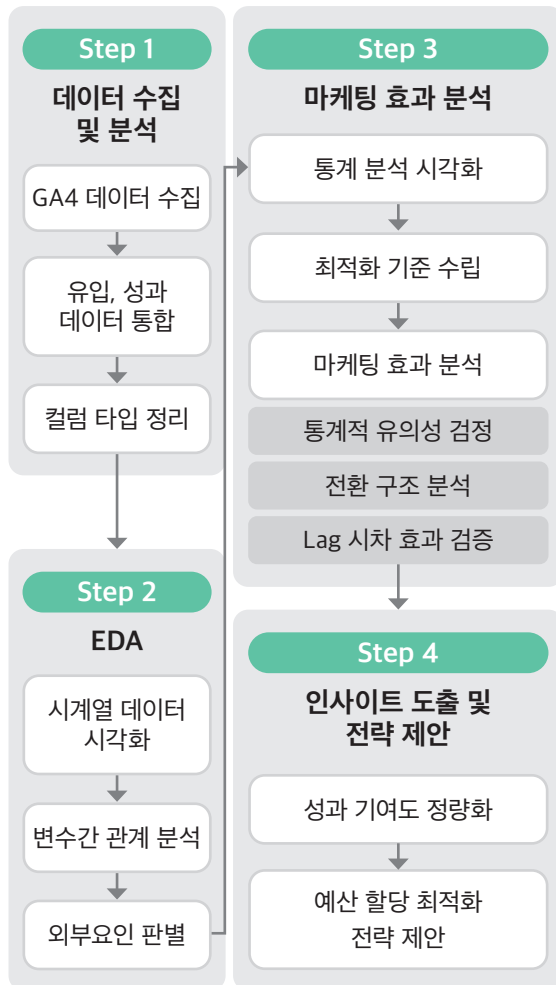 Step 1
데이터 수집
및 분석
GA4 데이터 수집
유입, 성과
데이터 통합
컬럼 타입 정리
Step 2
EDA
시계열 데이터
시각화
변수간 관계 분석
외부요인 판별
Step 3
마케팅 효과 분석
통계 분석 시각화
최적화 기준 수립
마케팅 효과 분석
통계적 유의성 검정
전환 구조 분석
Lag 시차 효과 검증
Step 4
인사이트 도출 및
전략 제안
성과 기여도 정량화
예산 할당 최적화
전략 제안